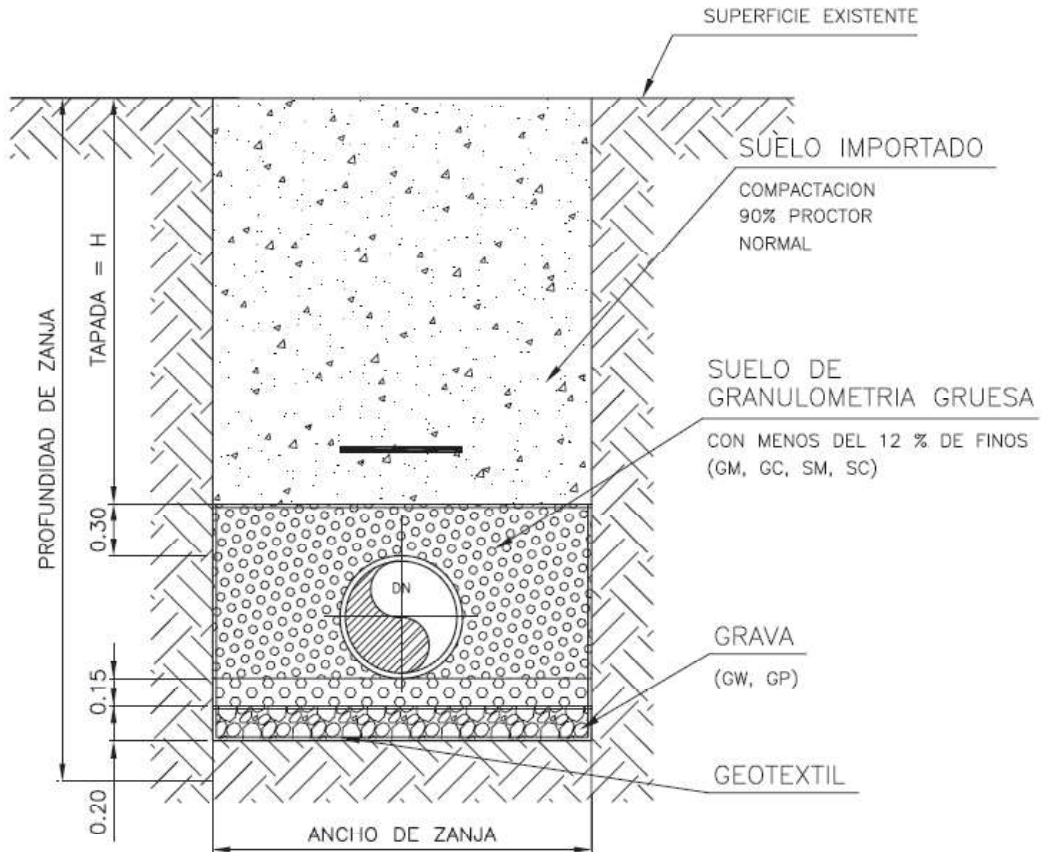 SUPERFICIE EXISTENTE
SUELO IMPORTADO
COMPACTACION
90% PROCTOR
NORMAL
SUELO DE
GRANULOMETRIA GRUESA
CON MENOS DEL 12 % DE FINOS
(GM, GC, SM, SC)
GRAVA
(GW, GP)
GEOTEXTIL
PROFUNDIDAD DE ZANJA
TAPADA = H
0.30
0.15
0.20
DN
ANCHO DE ZANJA